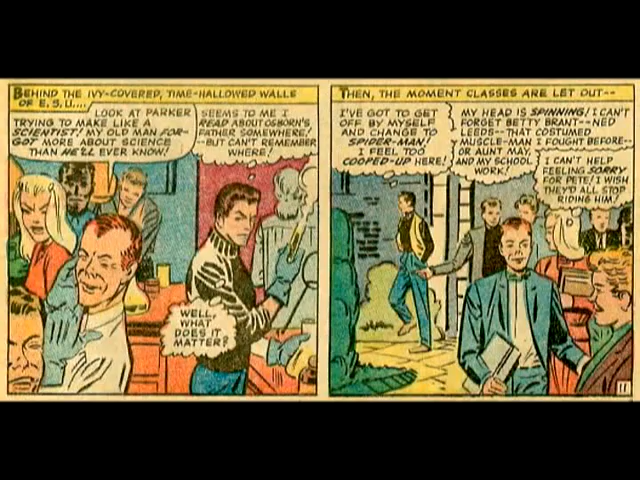 BEHIND THE IVY-COVERED, TIME-HALLOWED WALLS
OF E.S.U....
LOOK AT PARKER
TRYING TO MAKE LIKE A
SCIENTIST! MY OLD MAN FOR-
GOT MORE ABOUT SCIENCE
THAN HE'LL EVER KNOW!
SEEMS TO ME I
READ ABOUT OSBORN'S
FATHER SOMEWHERE!
--BUT CAN'T REMEMBER
WHERE!
WELL,
WHAT
DOES IT
MATTER?
THEN, THE MOMENT CLASSES ARE LET OUT--
I'VE GOT TO GET
OFF BY MYSELF
AND CHANGE TO
SPIDER-MAN!
I FEEL TOO
COOPED-UP HERE!
MY HEAD IS SPINNING! I CAN'T
FORGET BETTY BRANT--NED
LEEDS--THAT COSTUMED
MUSCLE-MAN I FOUGHT BEFORE--
OR AUNT MAY,
AND MY SCHOOL
WORK!
I CAN'T HELP
FEELING SORRY
FOR PETE! I WISH
THEY'D ALL STOP
RIDING HIM!
11